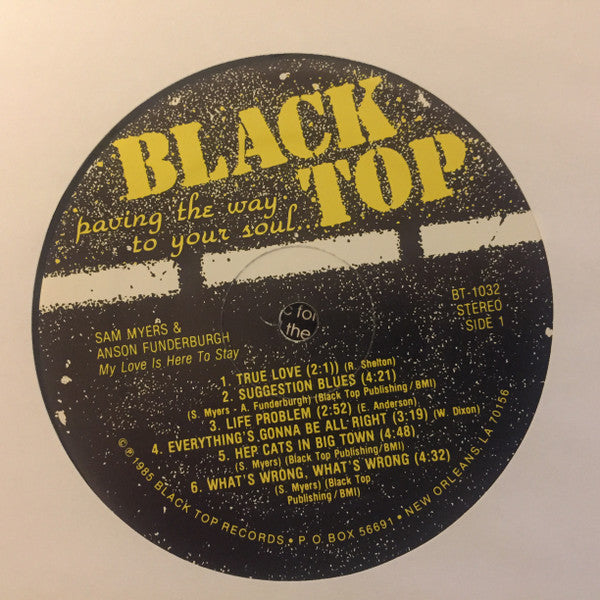 BLACK
TOP
paving the way
to your soul...
SAM MYERS &
ANSON FUNDERBURGH
My Love Is Here To Stay
BT-1032
STEREO
SIDE 1
for
the
1. TRUE LOVE (2:1)) (R. Shelton)
2. SUGGESTION BLUES (4:21)
(S. Myers - A. Funderburgh) (Black Top Publishing/BMI)
3. LIFE PROBLEM (2:52) (E. Anderson)
4. EVERYTHING'S GONNA BE ALL RIGHT (3:19) (W. Dixon)
5. HEP CATS IN BIG TOWN (4:48)
(S. Myers) (Black Top Publishing/BMI)
6. WHAT'S WRONG, WHAT'S WRONG (4:32)
(S. Myers) (Black Top
Publishing/BMI)
©℗1985 BLACK TOP RECORDS • P.O. BOX 56691 • NEW ORLEANS, LA 70156